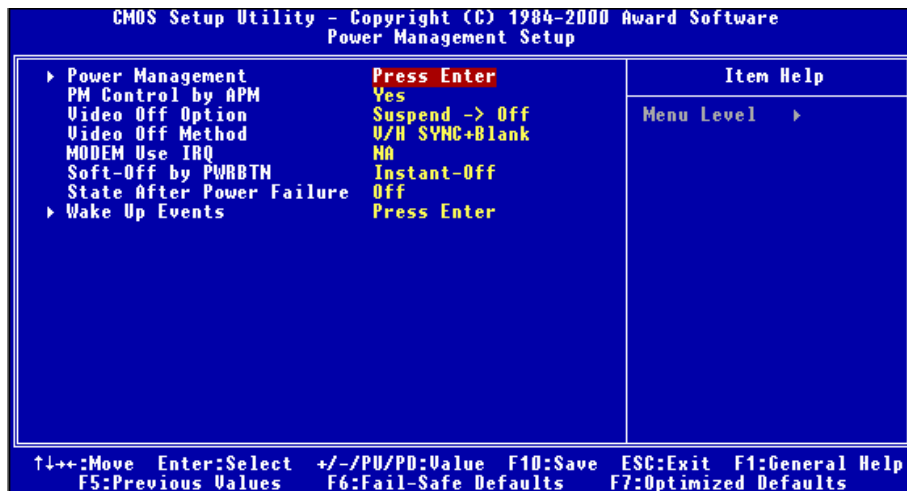 CMOS Setup Utility - Copyright (C) 1984-2000 Award Software
Power Management Setup
▸ Power Management Press Enter
PM Control by APM Yes
Video Off Option Suspend -> Off
Video Off Method V/H SYNC+Blank
MODEM Use IRQ NA
Soft-Off by PWRBTN Instant-Off
State After Power Failure Off
▸ Wake Up Events Press Enter
Item Help
Menu Level ▸
↑↓→←:Move Enter:Select +/-/PU/PD:Value F10:Save ESC:Exit F1:General Help
F5:Previous Values F6:Fail-Safe Defaults F7:Optimized Defaults